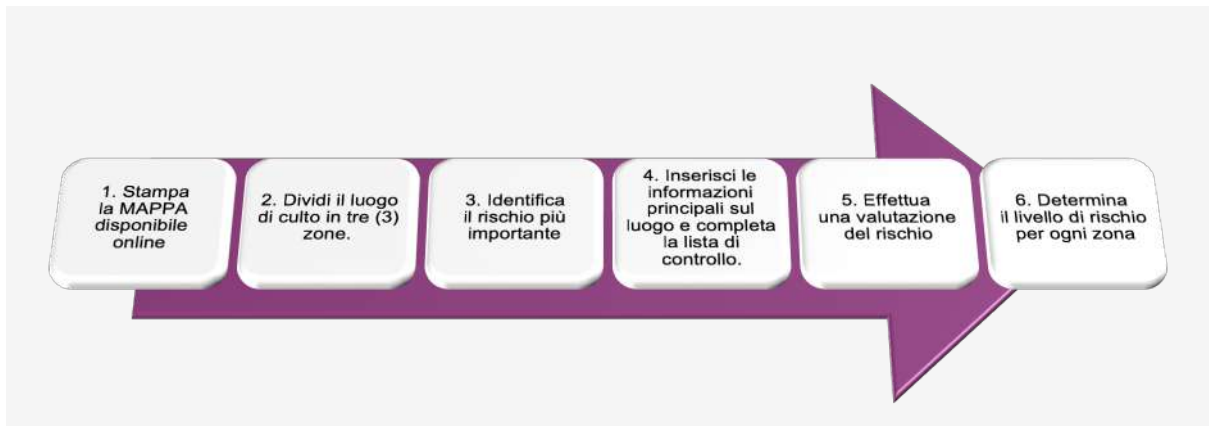 1. Stampa
la MAPPA
disponibile
online
2. Dividi il luogo
di culto in tre (3)
zone.
3. Identifica
il rischio più
importante
4. Inserisci le
informazioni
principali sul
luogo e completa
la lista di
controllo.
5. Effettua
una valutazione
del rischio
6. Determina
il livello di rischio
per ogni zona